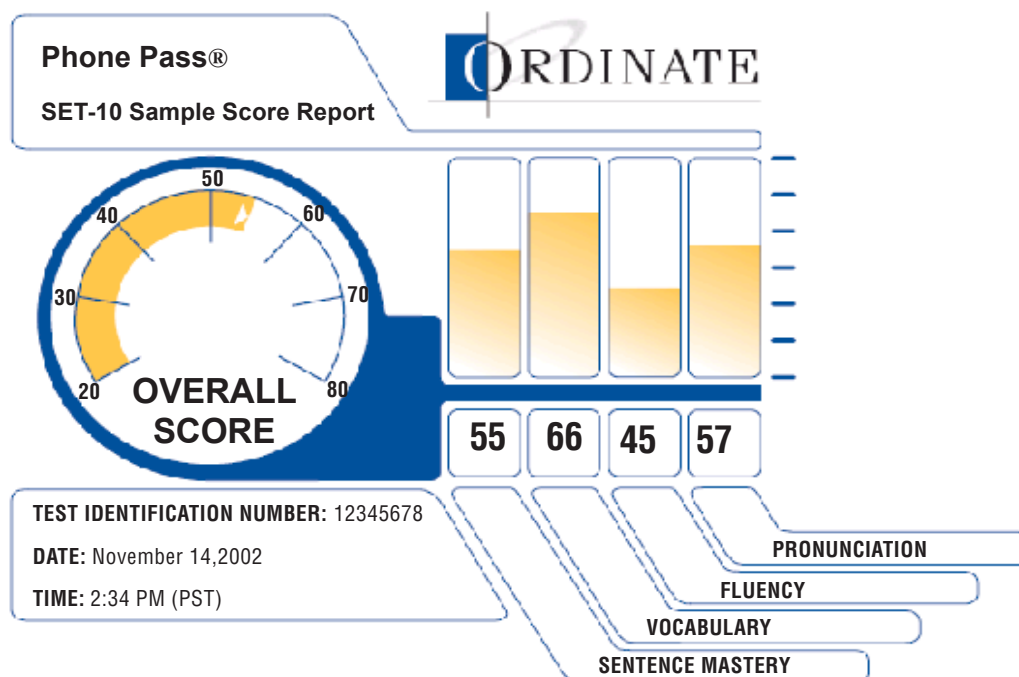 Phone Pass®
SET-10 Sample Score Report
ORDINATE
50
40
60
30
70
20
80
OVERALL
SCORE
55 66 45 57
TEST IDENTIFICATION NUMBER: 12345678
DATE: November 14,2002
TIME: 2:34 PM (PST)
PRONUNCIATION
FLUENCY
VOCABULARY
SENTENCE MASTERY